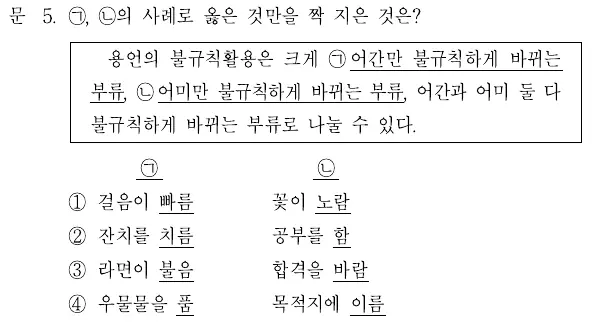 문 5. ㉠, ㉡의 사례로 옳은 것만을 짝 지은 것은?
용언의 불규칙활용은 크게 ㉠ 어간만 불규칙하게 바뀌는
부류, ㉡ 어미만 불규칙하게 바뀌는 부류, 어간과 어미 둘 다
불규칙하게 바뀌는 부류로 나눌 수 있다.
㉠ ㉡
① 걸음이 빠름 꽃이 노람
② 잔치를 치름 공부를 함
③ 라면이 불음 합격을 바람
④ 우물물을 품 목적지에 이름